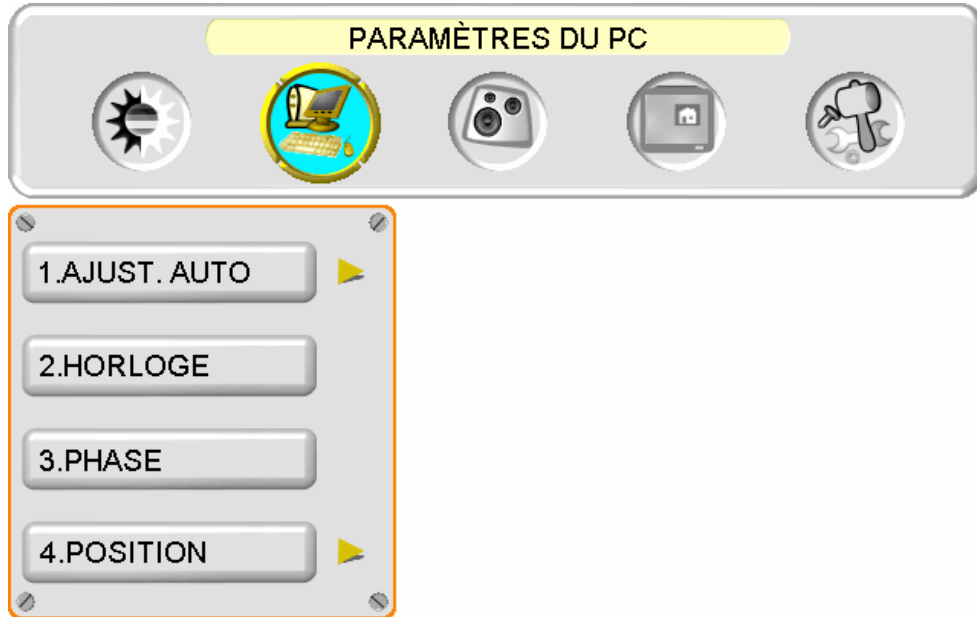 PARAMÈTRES DU PC
1.AJUST. AUTO
2.HORLOGE
3.PHASE
4.POSITION